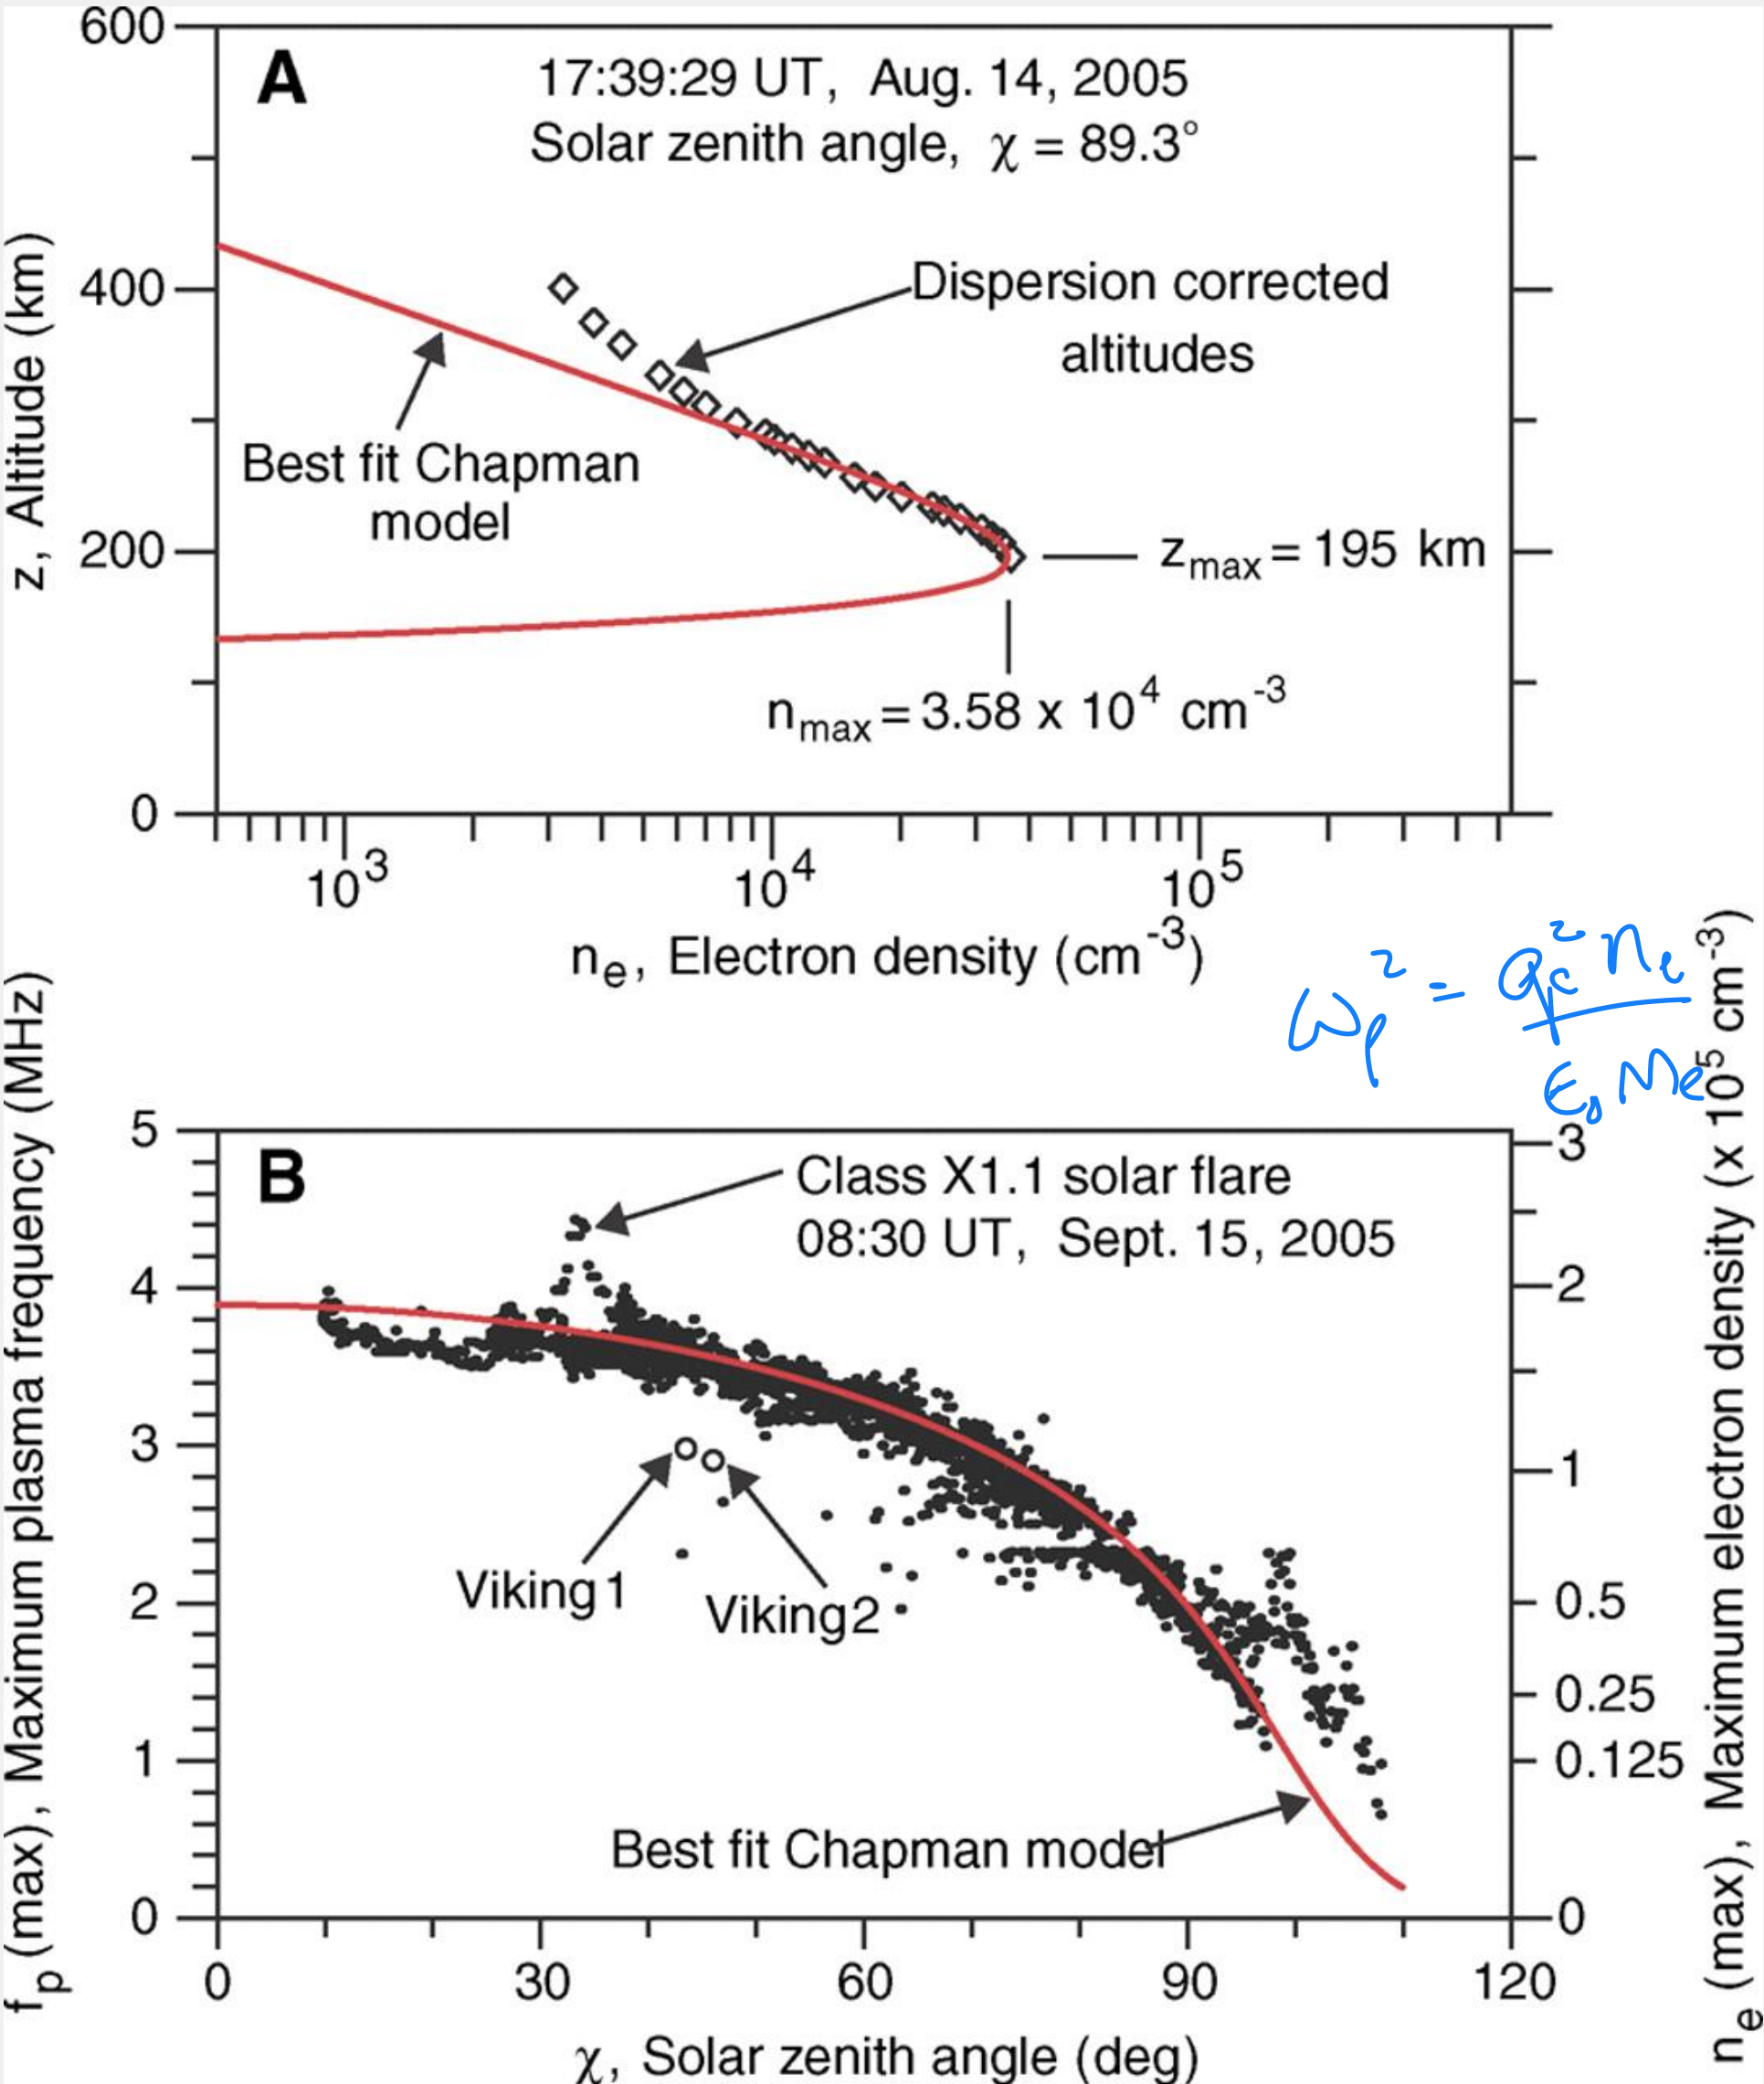 600
A
17:39:29 UT, Aug. 14, 2005
Solar zenith angle, χ = 89.3°
z, Altitude (km)
400
Dispersion corrected
altitudes
Best fit Chapman
model
200
z_max = 195 km
n_max = 3.58 x 10^4 cm^-3
0
10^3 10^4 10^5
n_e, Electron density (cm^-3)
ω_p^2 = q_e^2 n_e / ε_0 m_e
f_p (max), Maximum plasma frequency (MHz)
n_e (max), Maximum electron density (x 10^5 cm^-3)
5
3
B
Class X1.1 solar flare
08:30 UT, Sept. 15, 2005
4
2
3
1
Viking 1
Viking 2
2
0.5
0.25
1
0.125
Best fit Chapman model
0
0
0 30 60 90 120
χ, Solar zenith angle (deg)